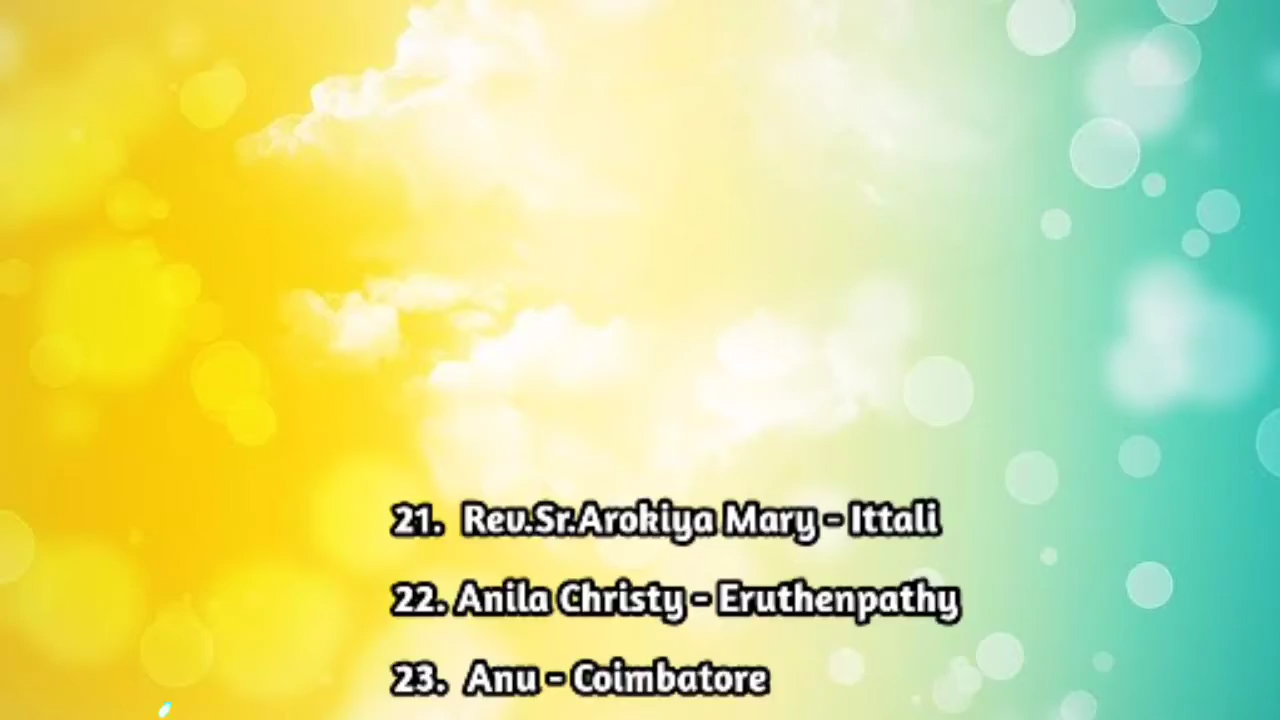 21. Rev.Sr.Arokiya Mary - Ittali
22. Anila Christy - Eruthenpathy
23. Anu - Coimbatore